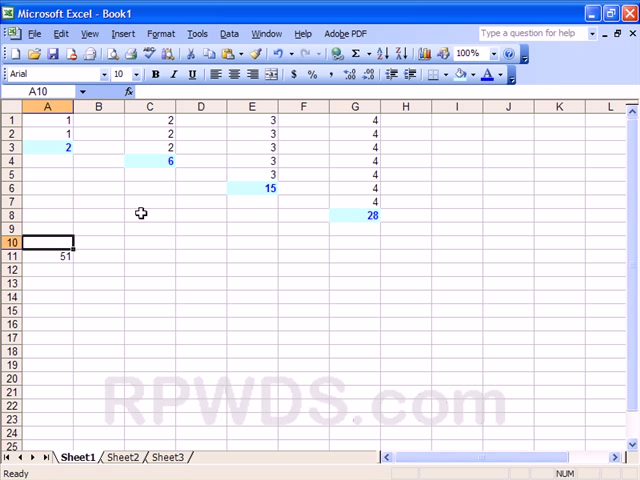 Microsoft Excel - Book1
File Edit View Insert Format Tools Data Window Help Adobe PDF Type a question for help
Σ A Z Z A 100%
Arial 10 B I U $ % , .00 A
A10 fx
A B C D E F G H I J K L
1 1 2 3 4
2 1 2 3 4
3 2 2 3 4
4 6 3 4
5 3 4
6 15 4
7 4
8 28
9
10
11 51
12
13
14
15
16
17
18
19
20
21
22
23
24
25
RPWDS.com
Sheet1 Sheet2 Sheet3
Ready NUM